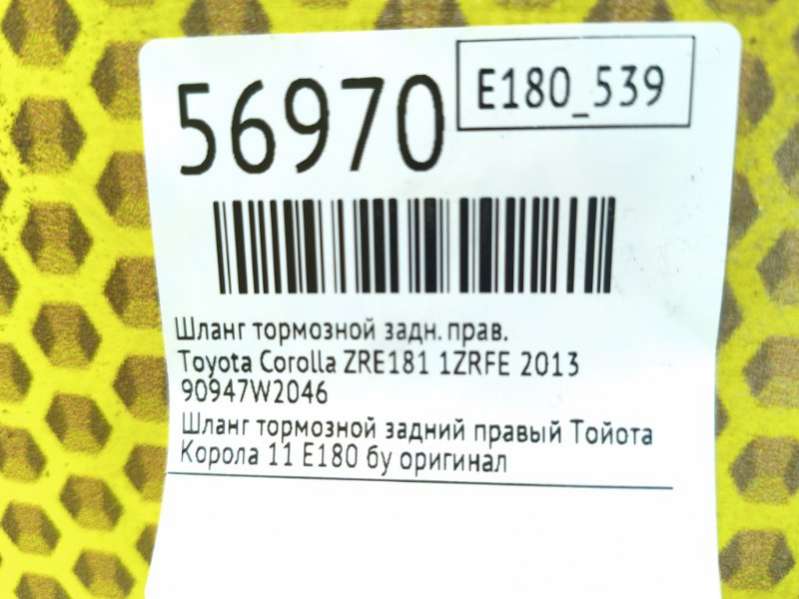 56970
E180_539
Шланг тормозной задн. прав.
Toyota Corolla ZRE181 1ZRFE 2013
90947W2046
Шланг тормозной задний правый Тойота
Корола 11 E180 бу оригинал